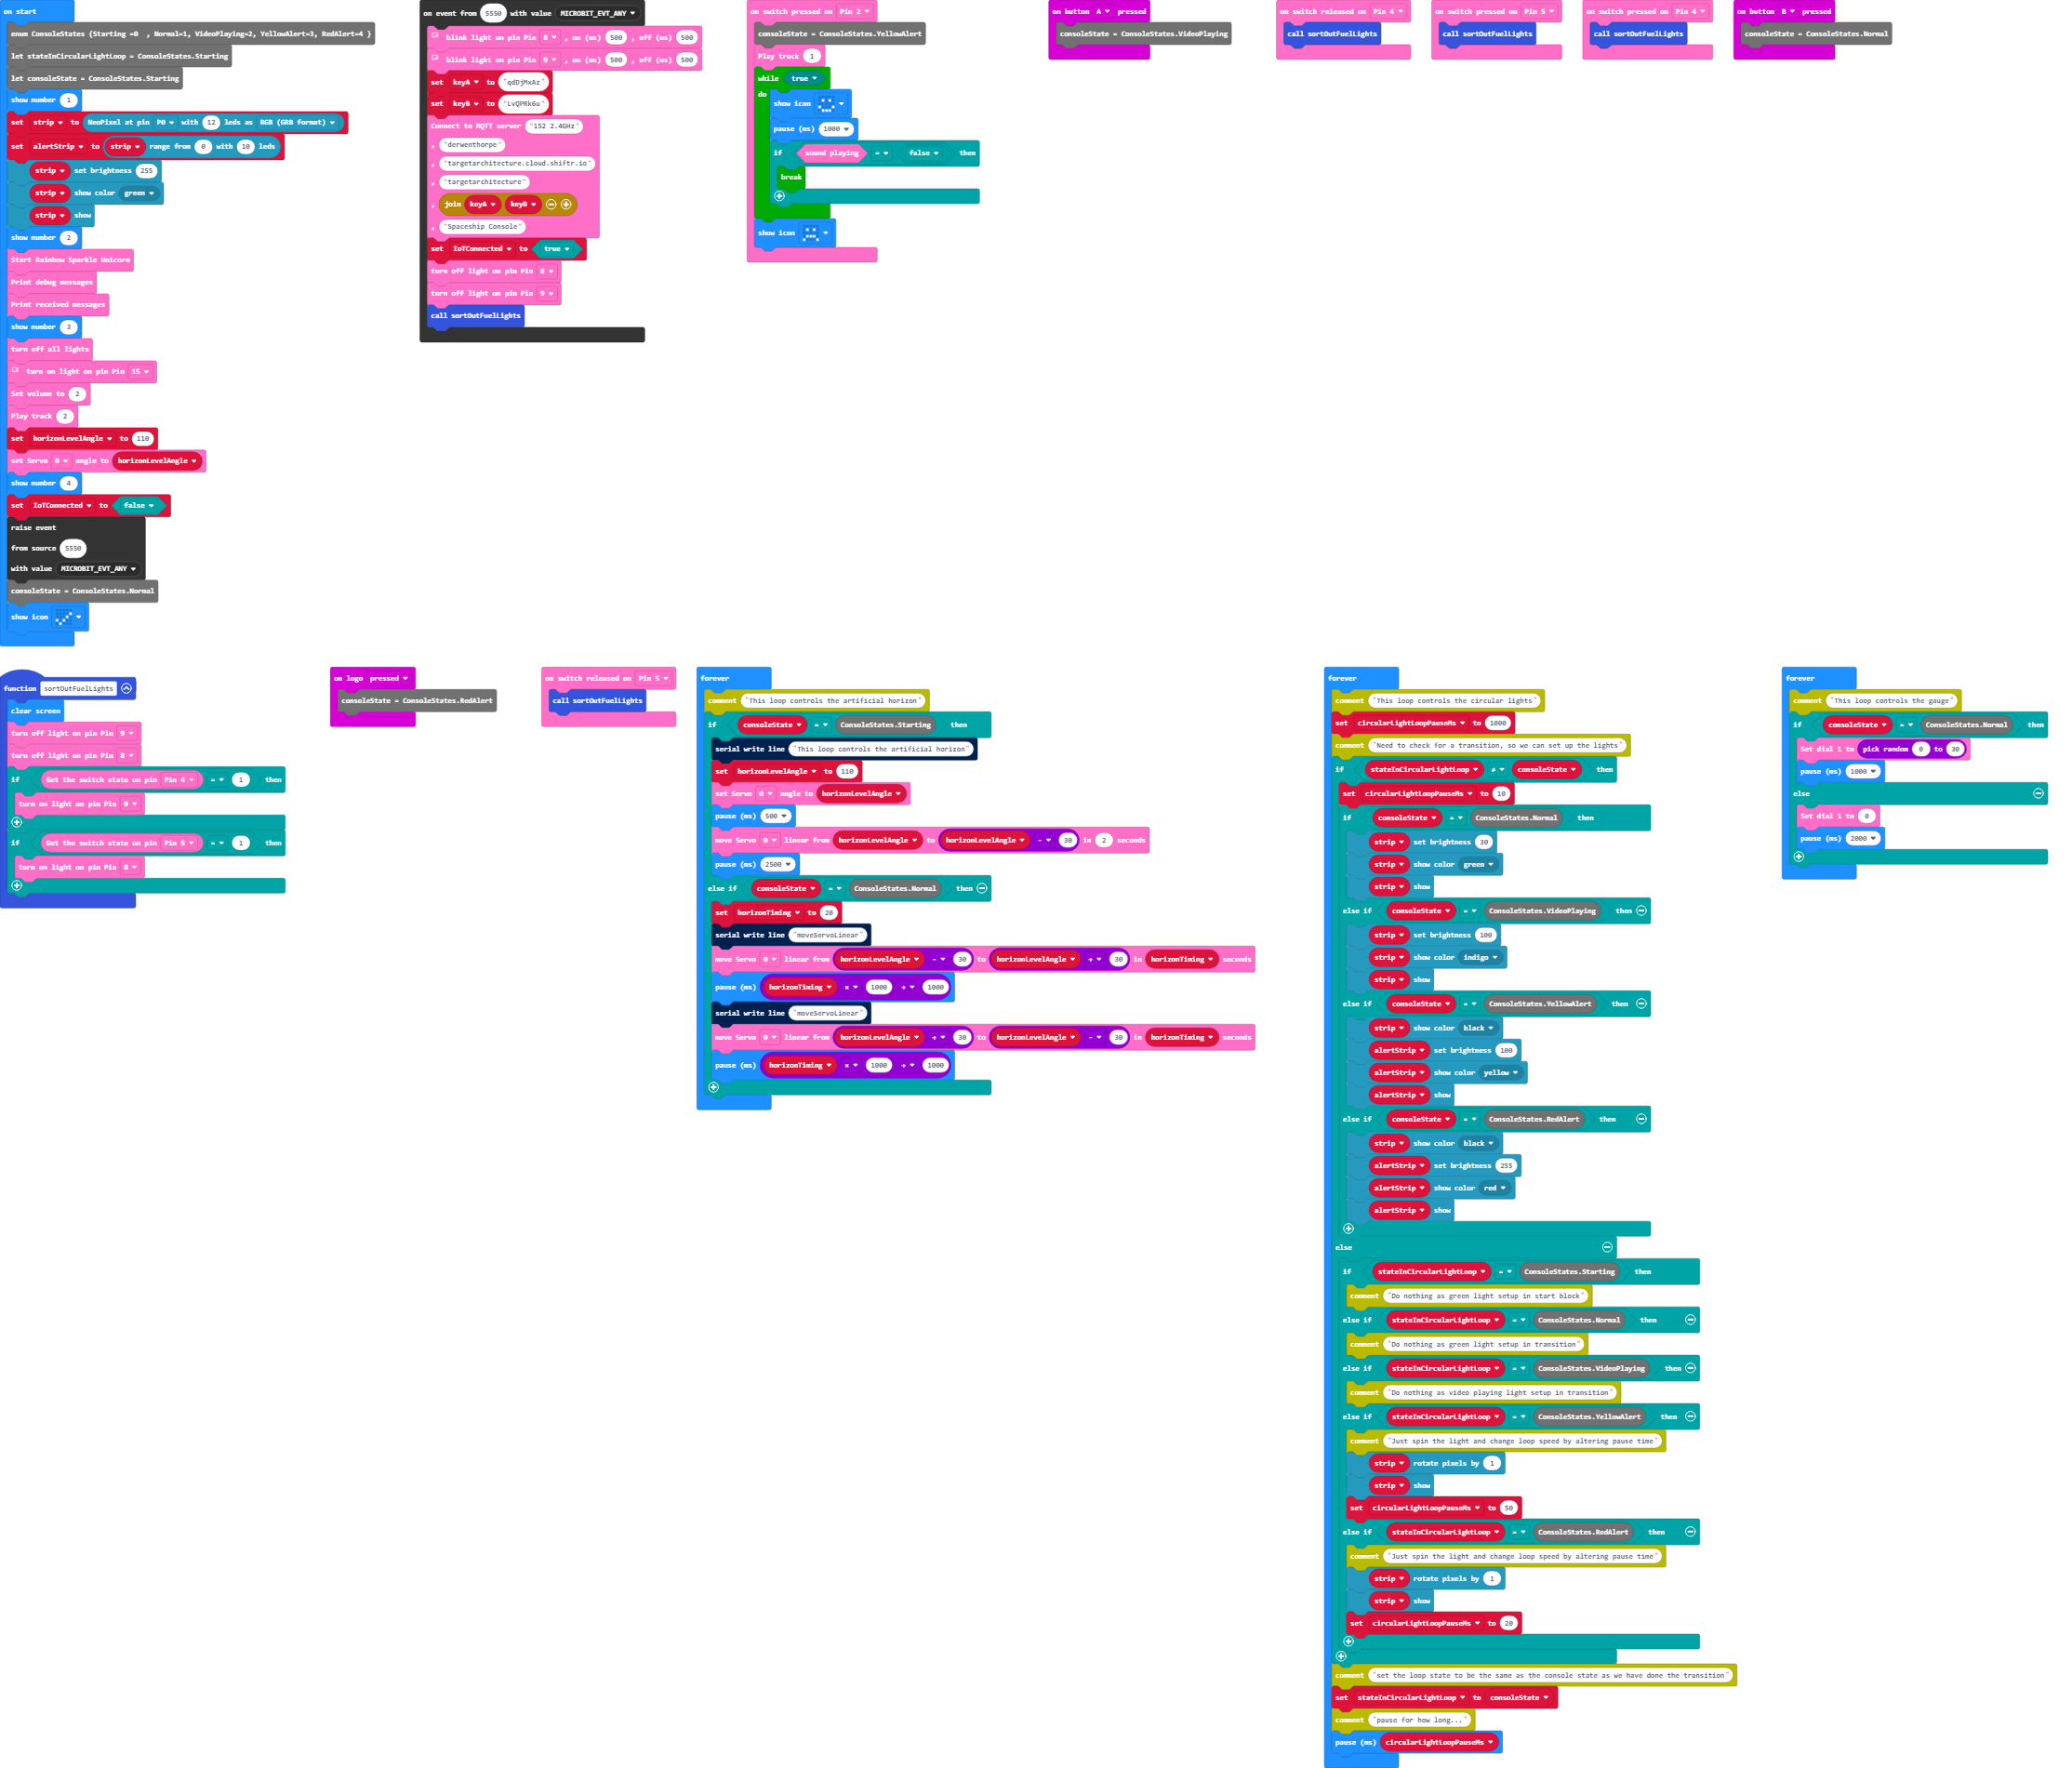 on start
enum ConsoleStates {Starting =0 , Normal=1, VideoPlaying=2, YellowAlert=3, RedAlert=4 }
let stateInCircularLightLoop = ConsoleStates.Starting
let consoleState = ConsoleStates.Starting
show number 1
set strip to NeoPixel at pin P0 with 12 leds as RGB (GRB format)
set alertStrip to strip range from 0 with 10 leds
strip set brightness 255
strip show color green
strip show
show number 2
Start Rainbow Sparkle Unicorn
Print debug messages
Print received messages
show number 3
turn off all lights
turn on light on pin Pin 15
Set volume to 2
Play track 2
set horizonLevelAngle to 110
set Servo 0 angle to horizonLevelAngle
show number 4
set IoTConnected to false
raise event
from source 5550
with value MICROBIT_EVT_ANY
consoleState = ConsoleStates.Normal
show icon
on event from 5550 with value MICROBIT_EVT_ANY
blink light on pin Pin 8 , on (ms) 500 , off (ms) 500
blink light on pin Pin 9 , on (ms) 500 , off (ms) 500
set keyA to "qdDjMxAz"
set keyB to "LvQPRk6u"
Connect to MQTT server "152 2.4GHz"
, "derwenthorpe"
, "targetarchitecture.cloud.shiftr.io"
, "targetarchitecture"
, join keyA keyB
, "Spaceship Console"
set IoTConnected to true
turn off light on pin Pin 8
turn off light on pin Pin 9
call sortOutFuelLights
on switch pressed on Pin 2
consoleState = ConsoleStates.YellowAlert
Play track 1
while true
do
show icon
pause (ms) 1000
if sound playing = false then
break
show icon
on button A pressed
consoleState = ConsoleStates.VideoPlaying
on switch released on Pin 4
call sortOutFuelLights
on switch pressed on Pin 5
call sortOutFuelLights
on switch pressed on Pin 4
call sortOutFuelLights
on button B pressed
consoleState = ConsoleStates.Normal
function sortOutFuelLights
clear screen
turn off light on pin Pin 9
turn off light on pin Pin 8
if Get the switch state on pin Pin 4 = 1 then
turn on light on pin Pin 9
if Get the switch state on pin Pin 5 = 1 then
turn on light on pin Pin 8
on logo pressed
consoleState = ConsoleStates.RedAlert
on switch released on Pin 5
call sortOutFuelLights
forever
comment "This loop controls the artificial horizon"
if consoleState = ConsoleStates.Starting then
serial write line "This loop controls the artificial horizon"
set horizonLevelAngle to 110
set Servo 0 angle to horizonLevelAngle
pause (ms) 500
move Servo 0 linear from horizonLevelAngle to horizonLevelAngle - 30 in 2 seconds
pause (ms) 2500
else if consoleState = ConsoleStates.Normal then
set horizonTiming to 20
serial write line "moveServoLinear"
move Servo 0 linear from horizonLevelAngle - 30 to horizonLevelAngle + 30 in horizonTiming seconds
pause (ms) horizonTiming × 1000 + 1000
serial write line "moveServoLinear"
move Servo 0 linear from horizonLevelAngle + 30 to horizonLevelAngle - 30 in horizonTiming seconds
pause (ms) horizonTiming × 1000 + 1000
forever
comment "This loop controls the circular lights"
set circularLightLoopPauseMs to 1000
comment "Need to check for a transition, so we can set up the lights"
if stateInCircularLightLoop ≠ consoleState then
set circularLightLoopPauseMs to 10
if consoleState = ConsoleStates.Normal then
strip set brightness 30
strip show color green
strip show
else if consoleState = ConsoleStates.VideoPlaying then
strip set brightness 100
strip show color indigo
strip show
else if consoleState = ConsoleStates.YellowAlert then
strip show color black
alertStrip set brightness 100
alertStrip show color yellow
alertStrip show
else if consoleState = ConsoleStates.RedAlert then
strip show color black
alertStrip set brightness 255
alertStrip show color red
alertStrip show
else
if stateInCircularLightLoop = ConsoleStates.Starting then
comment "Do nothing as green light setup in start block"
else if stateInCircularLightLoop = ConsoleStates.Normal then
comment "Do nothing as green light setup in transition"
else if stateInCircularLightLoop = ConsoleStates.VideoPlaying then
comment "Do nothing as video playing light setup in transition"
else if stateInCircularLightLoop = ConsoleStates.YellowAlert then
comment "Just spin the light and change loop speed by altering pause time"
strip rotate pixels by 1
strip show
set circularLightLoopPauseMs to 50
else if stateInCircularLightLoop = ConsoleStates.RedAlert then
comment "Just spin the light and change loop speed by altering pause time"
strip rotate pixels by 1
strip show
set circularLightLoopPauseMs to 20
comment "set the loop state to be the same as the console state as we have done the transition"
set stateInCircularLightLoop to consoleState
comment "pause for how long..."
pause (ms) circularLightLoopPauseMs
forever
comment "This loop controls the gauge"
if consoleState = ConsoleStates.Normal then
Set dial 1 to pick random 0 to 30
pause (ms) 1000
else
Set dial 1 to 0
pause (ms) 2000